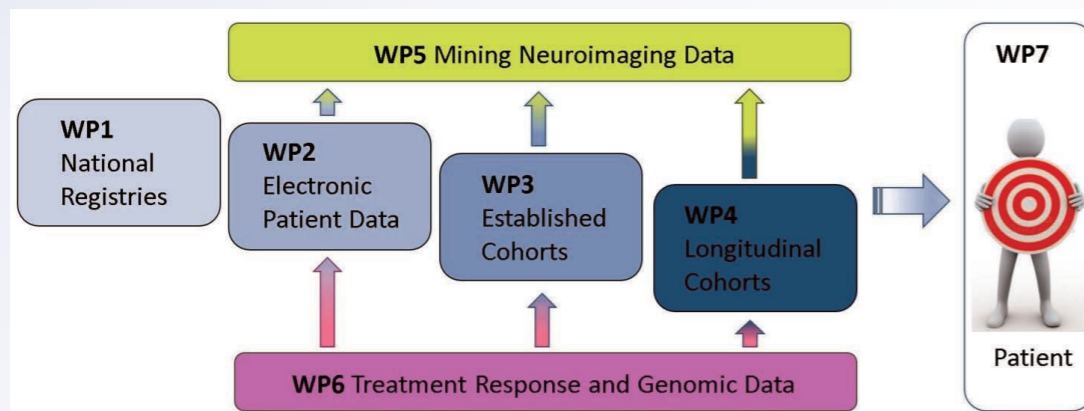 WP5 Mining Neuroimaging Data
WP1
National
Registries
WP2
Electronic
Patient Data
WP3
Established
Cohorts
WP4
Longitudinal
Cohorts
WP6 Treatment Response and Genomic Data
WP7
Patient